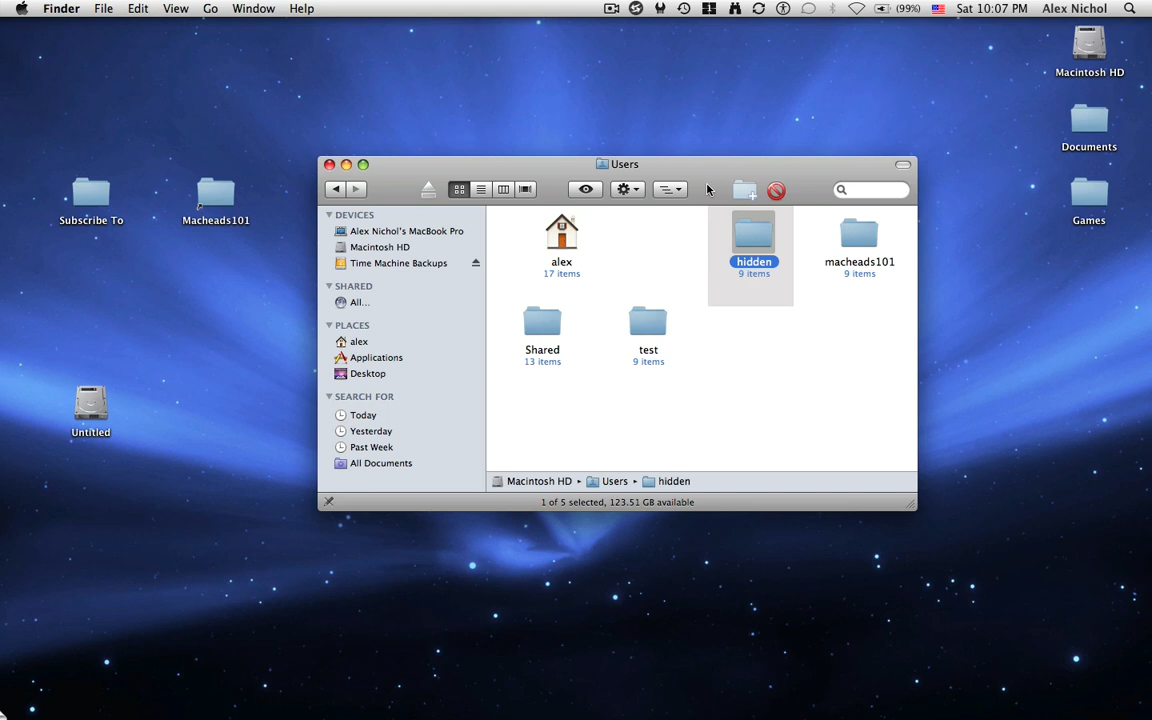 Finder File Edit View Go Window Help (99%) Sat 10:07 PM Alex Nichol
Macintosh HD
Documents
Games
Subscribe To
Macheads101
Untitled
Users
DEVICES
Alex Nichol's MacBook Pro
Macintosh HD
Time Machine Backups
SHARED
All...
PLACES
alex
Applications
Desktop
SEARCH FOR
Today
Yesterday
Past Week
All Documents
alex
17 items
hidden
9 items
macheads101
9 items
Shared
13 items
test
9 items
Macintosh HD ▸ Users ▸ hidden
1 of 5 selected, 123.51 GB available